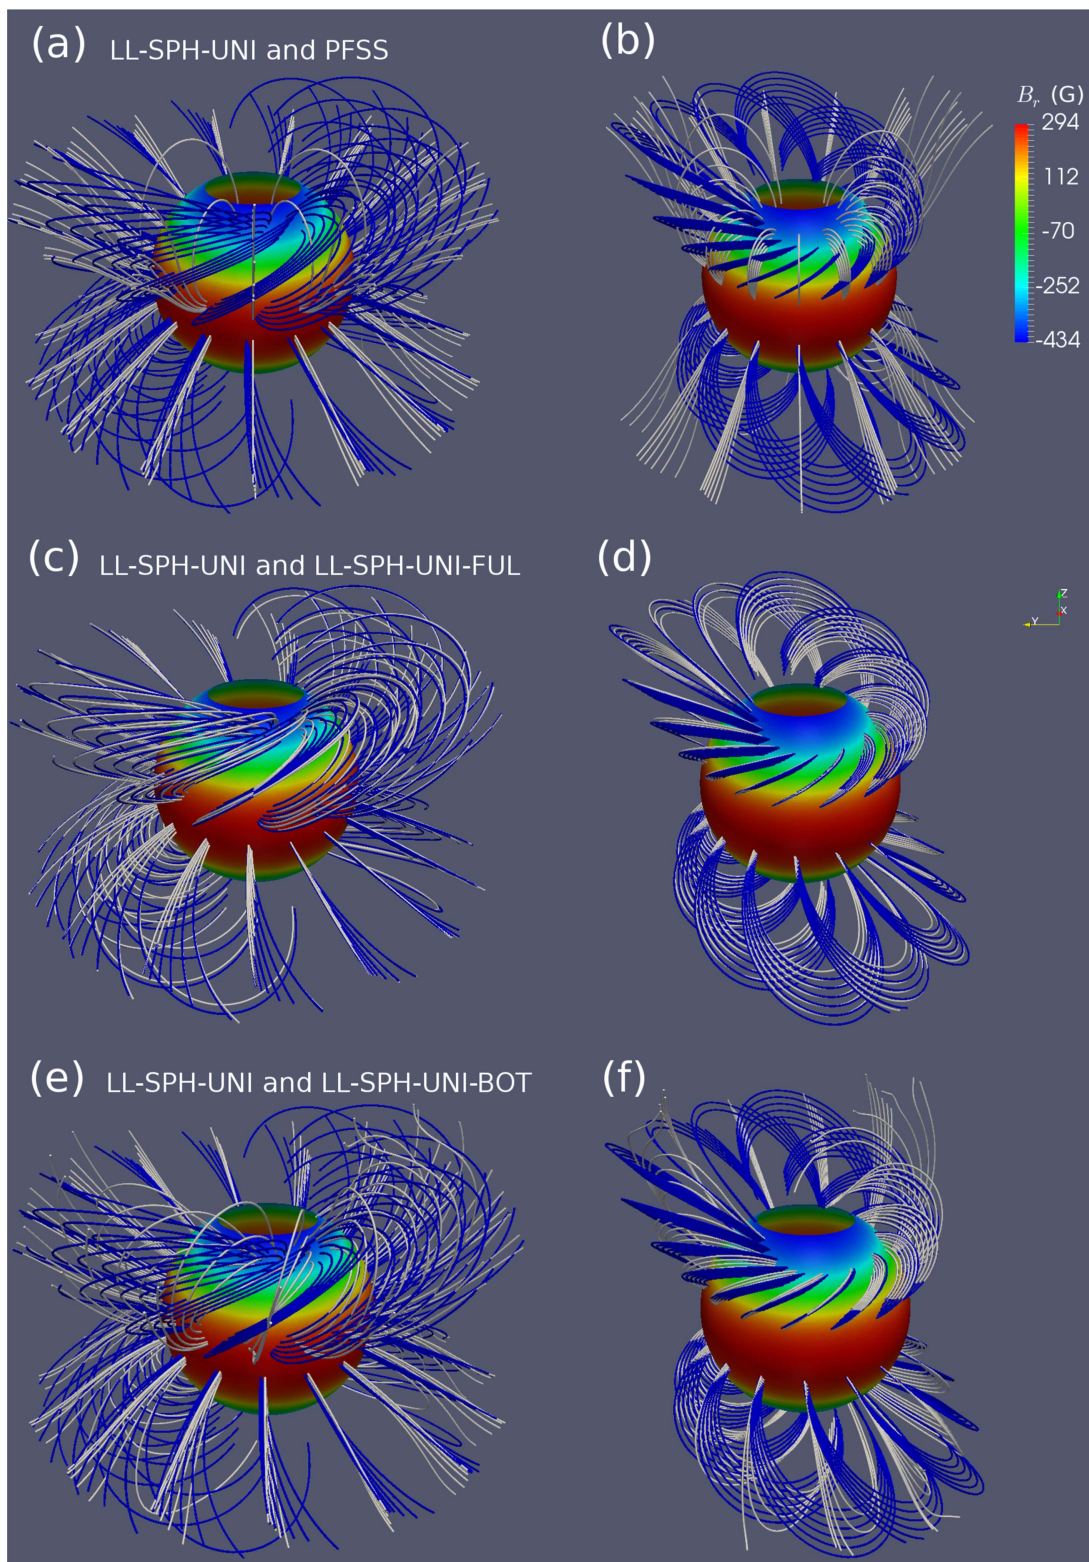 (a) LL-SPH-UNI and PFSS
(b)
B_r (G)
294
112
-70
-252
-434
(c) LL-SPH-UNI and LL-SPH-UNI-FUL
(d)
Z
X
Y
(e) LL-SPH-UNI and LL-SPH-UNI-BOT
(f)